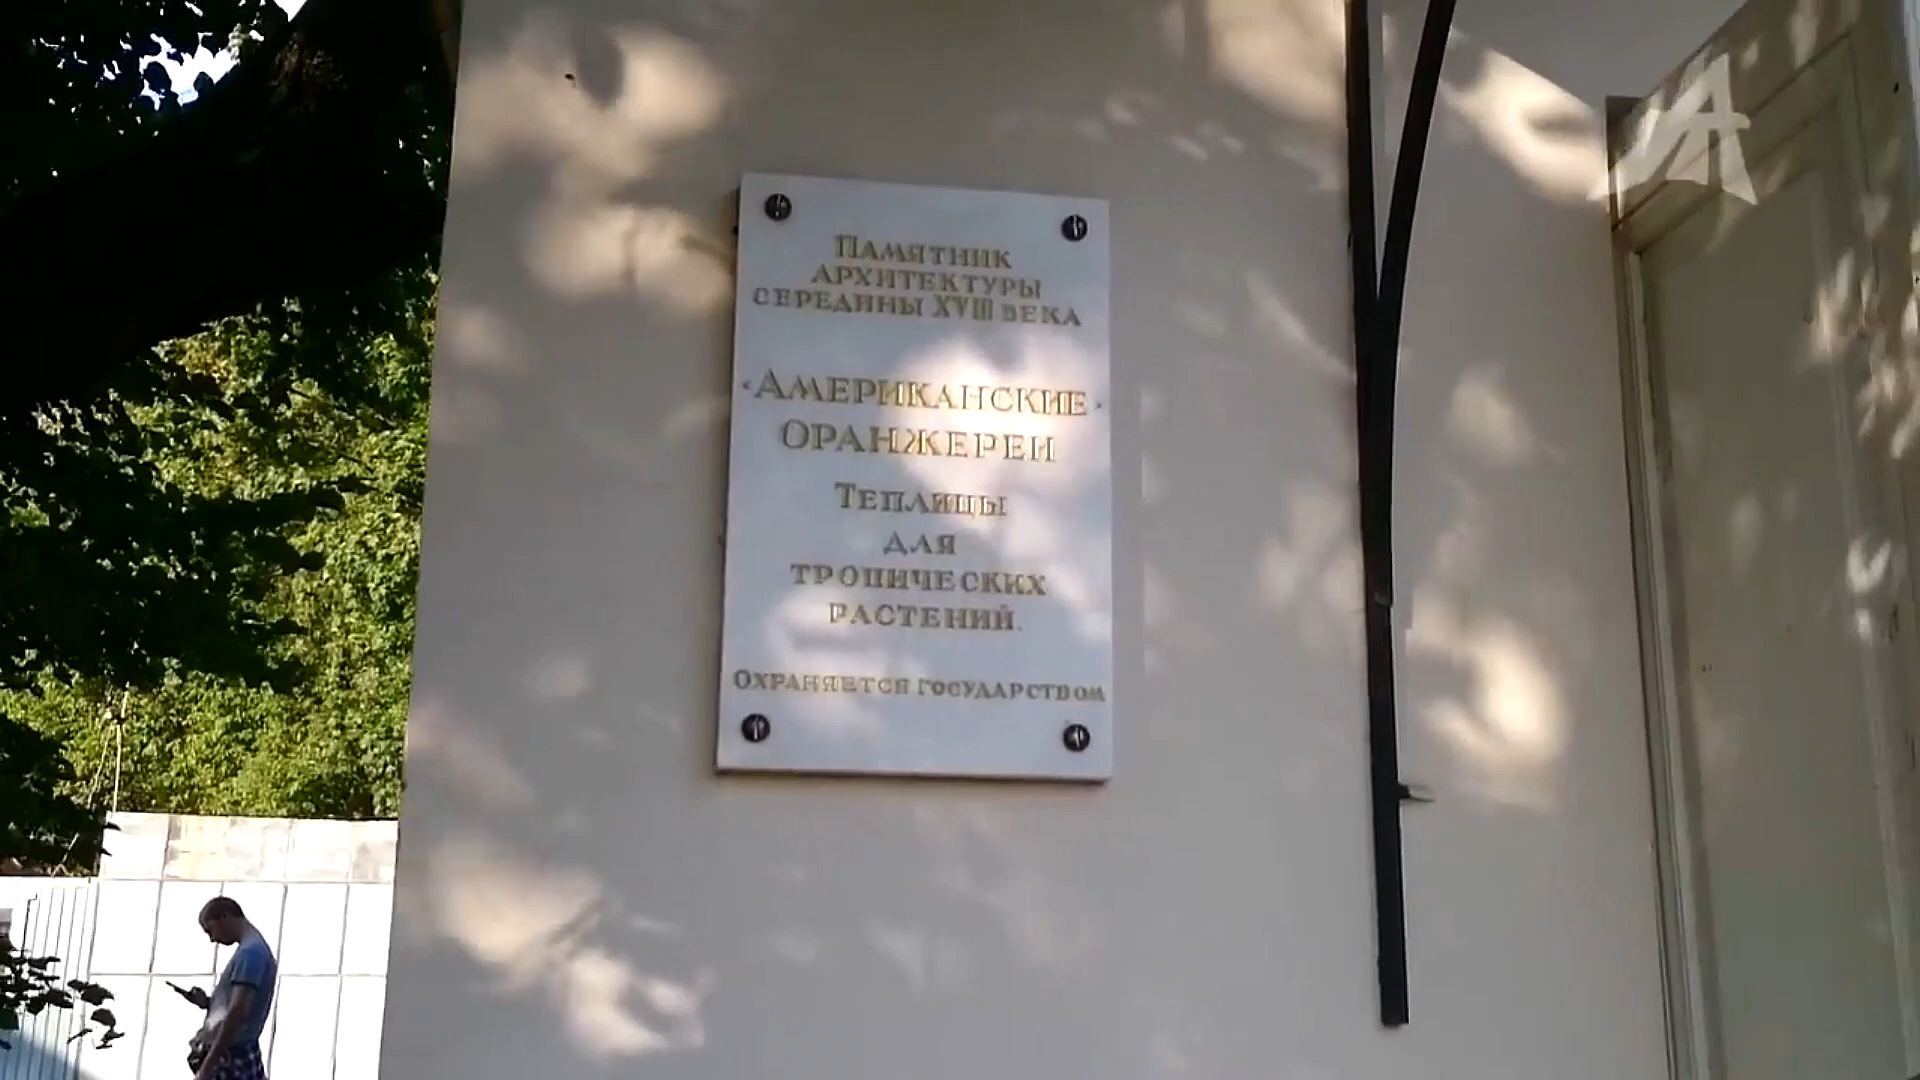 Памятник
архитектуры
середины XVIII века
«Американские»
Оранжереи
Теплицы
для
тропических
растений.
Охраняется государством